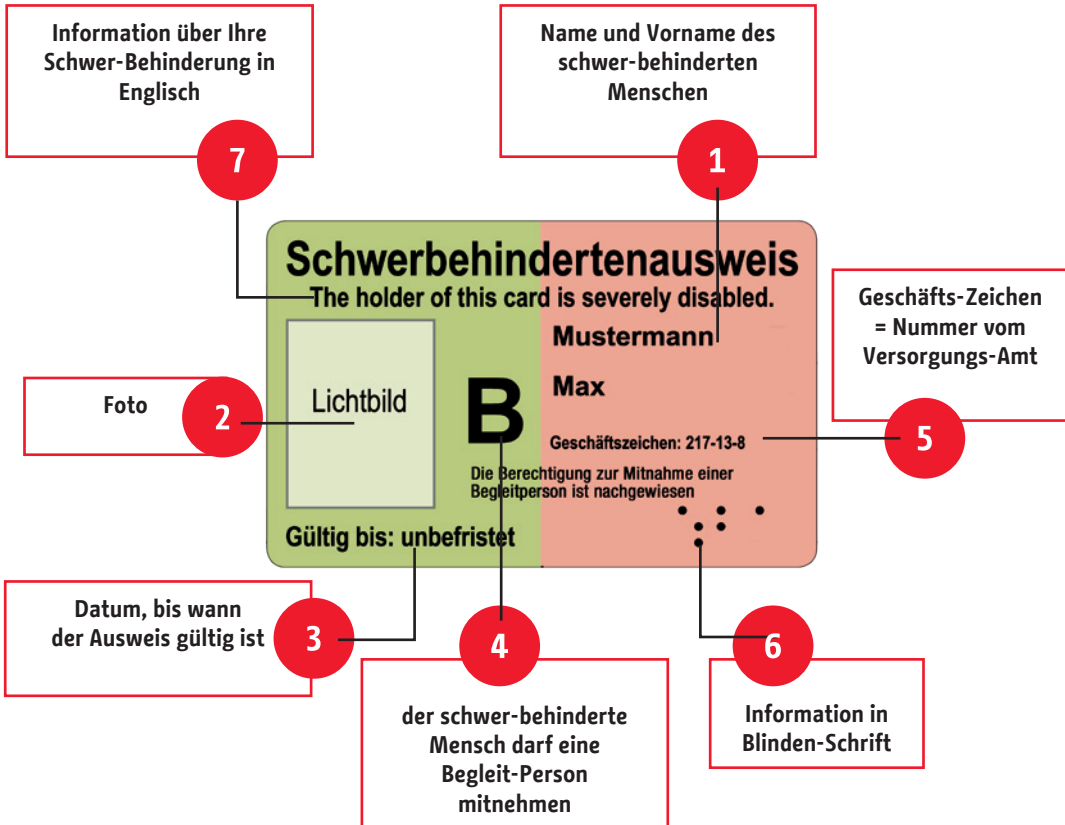 Information über Ihre
Schwer-Behinderung in
Englisch
7
Name und Vorname des
schwer-behinderten
Menschen
1
Schwerbehindertenausweis
The holder of this card is severely disabled.
Mustermann
Max
Lichtbild
B
Geschäftszeichen: 217-13-8
Die Berechtigung zur Mitnahme einer
Begleitperson ist nachgewiesen
Gültig bis: unbefristet
Geschäfts-Zeichen
= Nummer vom
Versorgungs-Amt
5
Foto
2
Datum, bis wann
der Ausweis gültig ist
3
4
der schwer-behinderte
Mensch darf eine
Begleit-Person
mitnehmen
6
Information in
Blinden-Schrift